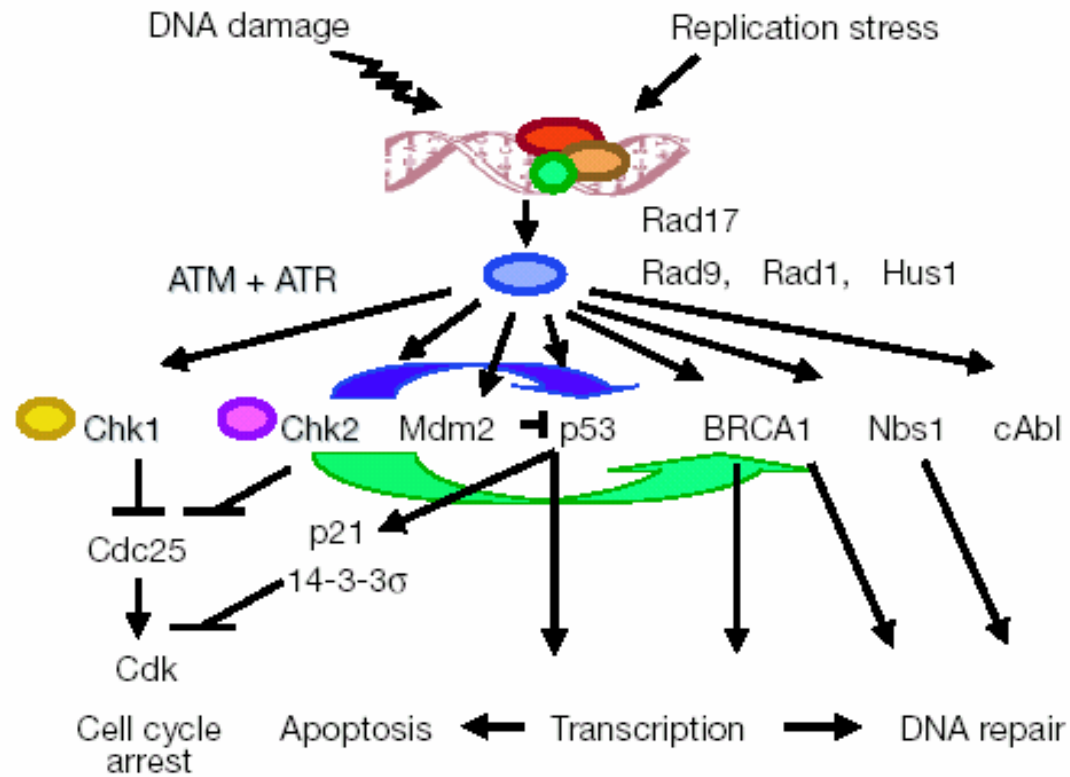 DNA damage
Replication stress
Rad17
ATM + ATR
Rad9, Rad1, Hus1
Chk1
Chk2
Mdm2
p53
BRCA1
Nbs1
cAbl
Cdc25
p21
14-3-3σ
Cdk
Cell cycle
arrest
Apoptosis
Transcription
DNA repair